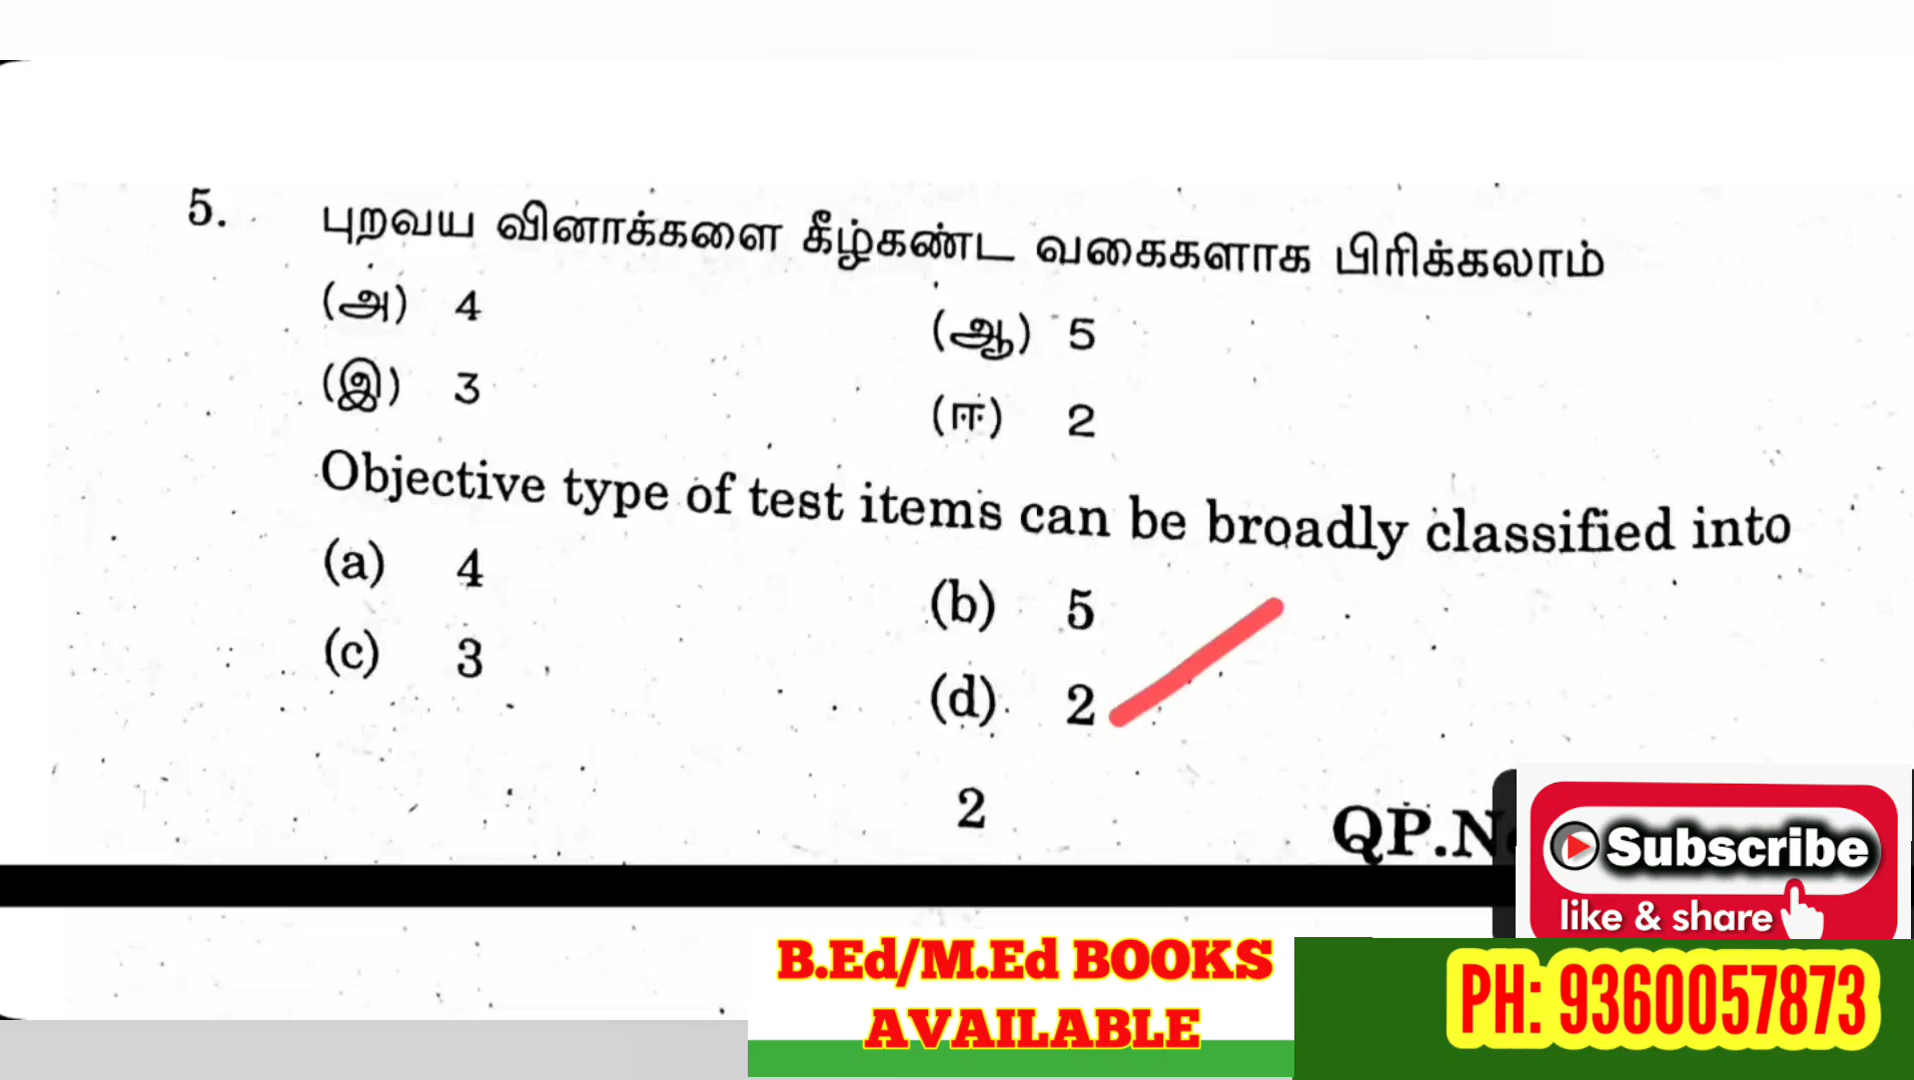 5. புறவய வினாக்களை கீழ்கண்ட வகைகளாக பிரிக்கலாம்
(அ) 4 (ஆ) 5
(இ) 3 (ஈ) 2
Objective type of test items can be broadly classified into
(a) 4 (b) 5
(c) 3 (d) 2
2
QP.N
Subscribe
like & share
B.Ed/M.Ed BOOKS
AVAILABLE
PH: 9360057873